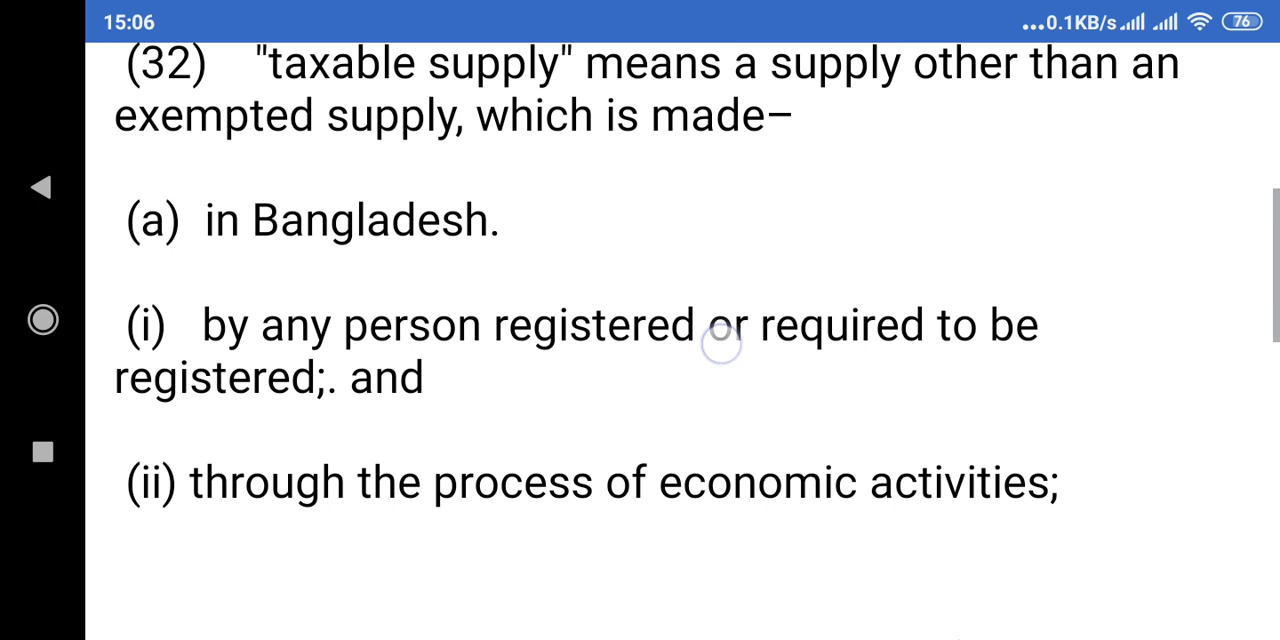 15:06 ...0.1KB/s 76
(32) "taxable supply" means a supply other than an
exempted supply, which is made–
(a) in Bangladesh.
(i) by any person registered or required to be
registered;. and
(ii) through the process of economic activities;